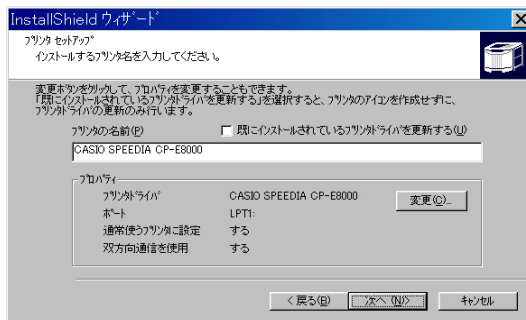 InstallShield ウィザード
プリンタ セットアップ
インストールするプリンタ名を入力してください。
変更ボタンをクリックして、プロパティを変更することもできます。
「既にインストールされているプリンタドライバを更新する」を選択すると、プリンタのアイコンを作成せずに、
プリンタドライバの更新のみ行います。
プリンタの名前(P)
既にインストールされているプリンタドライバを更新する(U)
CASIO SPEEDIA CP-E8000
プロパティ
プリンタドライバ CASIO SPEEDIA CP-E8000
変更(C)...
ポート LPT1:
通常使うプリンタに設定 する
双方向通信を使用 する
< 戻る(B)
次へ (N)>
キャンセル